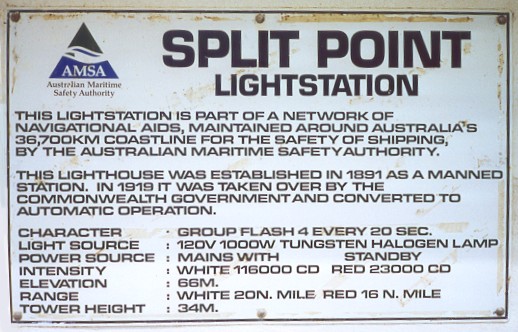 SPLIT POINT
LIGHTSTATION
AMSA
Australian Maritime
Safety Authority
THIS LIGHTSTATION IS PART OF A NETWORK OF
NAVIGATIONAL AIDS, MAINTAINED AROUND AUSTRALIA'S
36,700KM COASTLINE FOR THE SAFETY OF SHIPPING,
BY THE AUSTRALIAN MARITIME SAFETY AUTHORITY.
THIS LIGHTHOUSE WAS ESTABLISHED IN 1891 AS A MANNED
STATION. IN 1919 IT WAS TAKEN OVER BY THE
COMMONWEALTH GOVERNMENT AND CONVERTED TO
AUTOMATIC OPERATION.
CHARACTER : GROUP FLASH 4 EVERY 20 SEC.
LIGHT SOURCE : 120V 1000W TUNGSTEN HALOGEN LAMP
POWER SOURCE : MAINS WITH STANDBY
INTENSITY : WHITE 116000 CD RED 23000 CD
ELEVATION : 66M.
RANGE : WHITE 20N. MILE RED 16 N. MILE
TOWER HEIGHT : 34M.